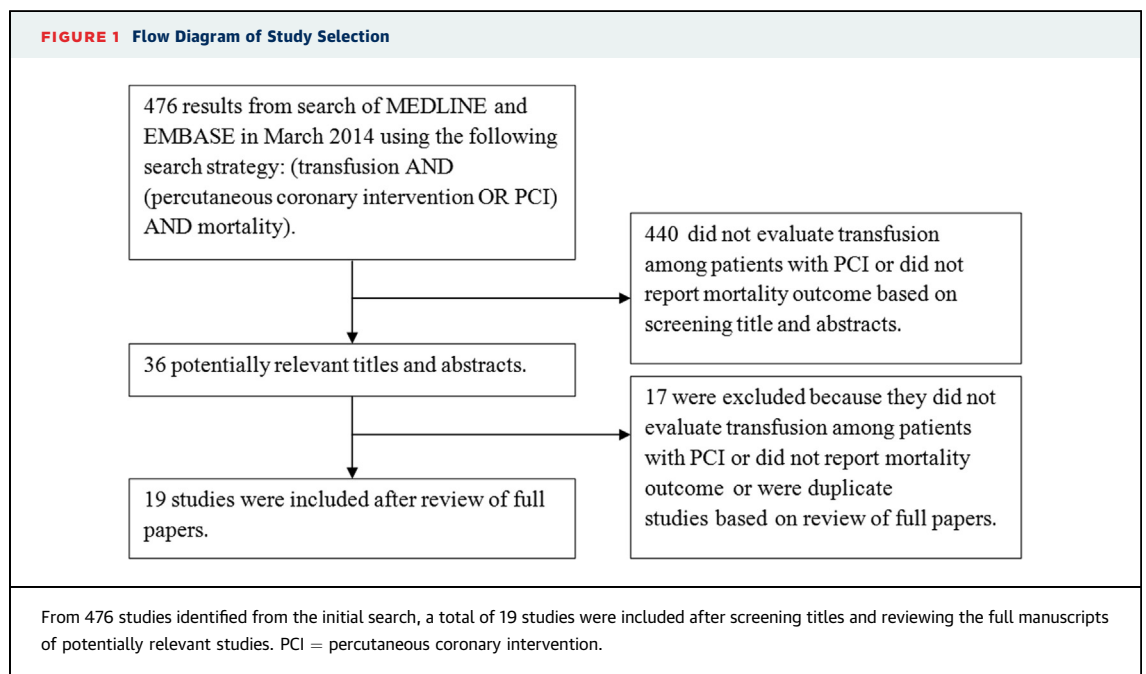 FIGURE 1 Flow Diagram of Study Selection
476 results from search of MEDLINE and
EMBASE in March 2014 using the following
search strategy: (transfusion AND
(percutaneous coronary intervention OR PCI)
AND mortality).
440 did not evaluate transfusion
among patients with PCI or did not
report mortality outcome based on
screening title and abstracts.
36 potentially relevant titles and abstracts.
17 were excluded because they did not
evaluate transfusion among patients
with PCI or did not report mortality
outcome or were duplicate
studies based on review of full papers.
19 studies were included after review of full
papers.
From 476 studies identified from the initial search, a total of 19 studies were included after screening titles and reviewing the full manuscripts
of potentially relevant studies. PCI = percutaneous coronary intervention.